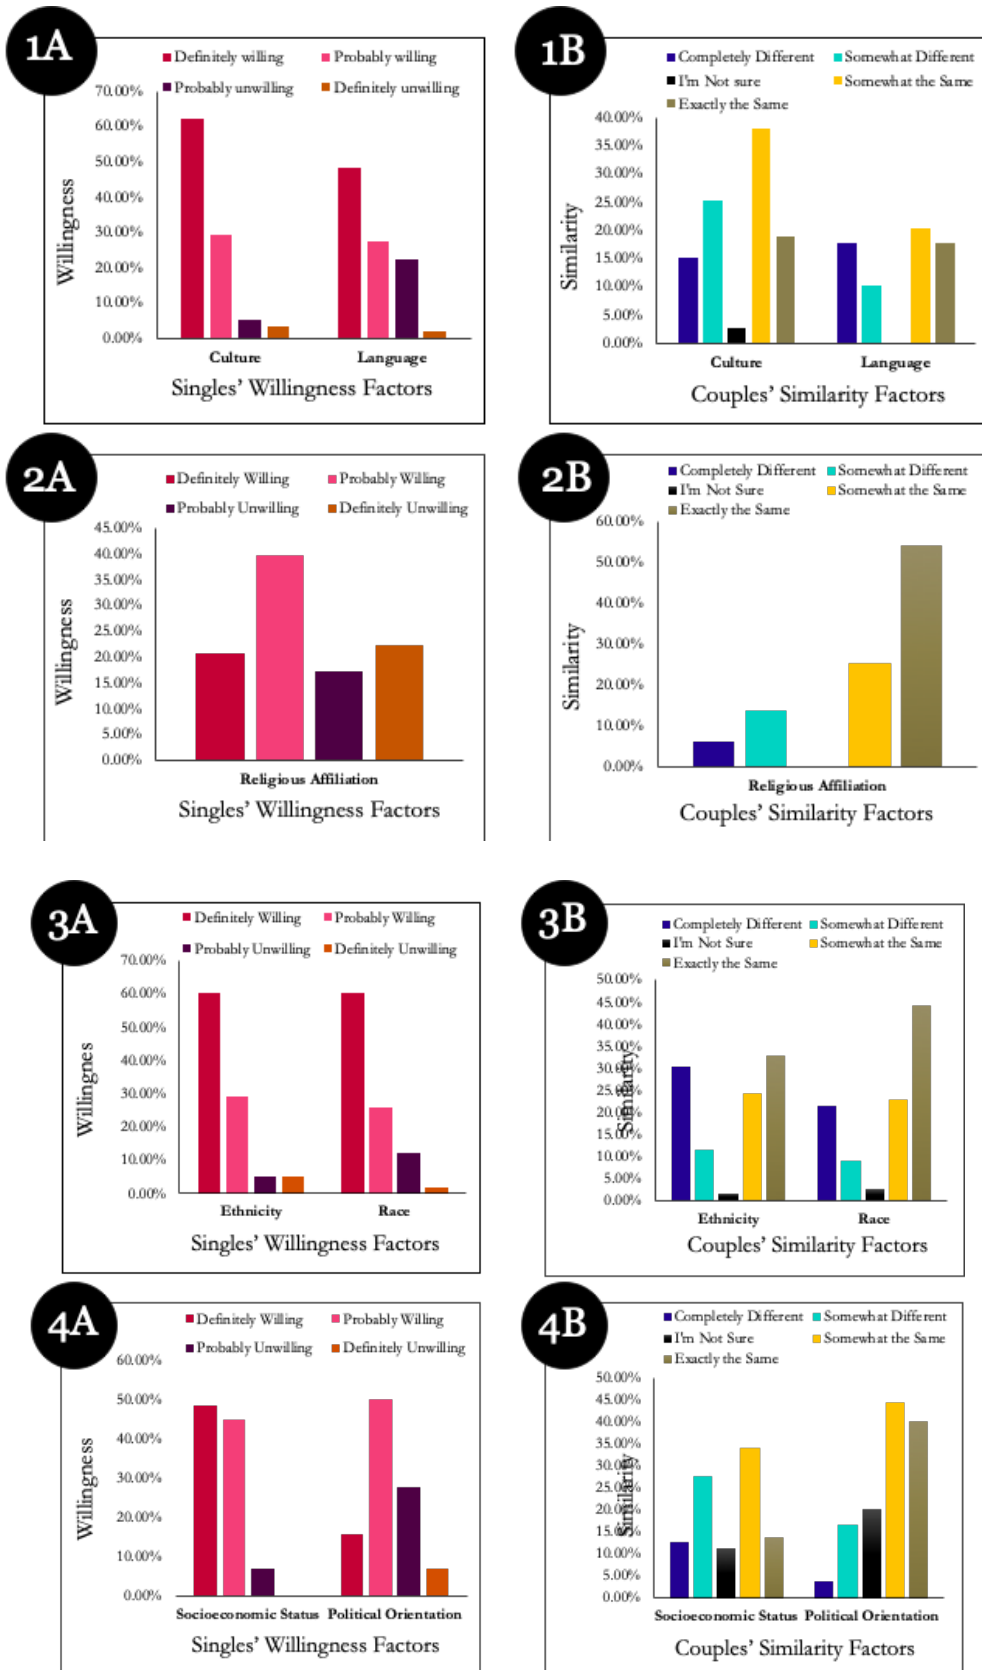 1A
Definitely willing Probably willing
Probably unwilling Definitely unwilling
70.00%
60.00%
50.00%
40.00%
30.00%
20.00%
10.00%
0.00%
Willingness
Culture Language
Singles’ Willingness Factors
1B
Completely Different Somewhat Different
I'm Not sure Somewhat the Same
Exactly the Same
40.00%
35.00%
30.00%
25.00%
20.00%
15.00%
10.00%
5.00%
0.00%
Similarity
Culture Language
Couples’ Similarity Factors
2A
Definitely Willing Probably Willing
Probably Unwilling Definitely Unwilling
45.00%
40.00%
35.00%
30.00%
25.00%
20.00%
15.00%
10.00%
5.00%
0.00%
Willingness
Religious Affiliation
Singles’ Willingness Factors
2B
Completely Different Somewhat Different
I'm Not Sure Somewhat the Same
Exactly the Same
60.00%
50.00%
40.00%
30.00%
20.00%
10.00%
0.00%
Similarity
Religious Affiliation
Couples’ Similarity Factors
3A
Definitely Willing Probably Willing
Probably Unwilling Definitely Unwilling
70.00%
60.00%
50.00%
40.00%
30.00%
20.00%
10.00%
0.00%
Willingnes
Ethnicity Race
Singles’ Willingness Factors
3B
Completely Different Somewhat Different
I'm Not Sure Somewhat the Same
Exactly the Same
50.00%
45.00%
40.00%
35.00%
30.00%
25.00%
20.00%
15.00%
10.00%
5.00%
0.00%
Similarity
Ethnicity Race
Couples’ Similarity Factors
4A
Definitely Willing Probably Willing
Probably Unwilling Definitely Unwilling
60.00%
50.00%
40.00%
30.00%
20.00%
10.00%
0.00%
Willingness
Socioeconomic Status Political Orientation
Singles’ Willingness Factors
4B
Completely Different Somewhat Different
I'm Not Sure Somewhat the Same
Exactly the Same
50.00%
45.00%
40.00%
35.00%
30.00%
25.00%
20.00%
15.00%
10.00%
5.00%
0.00%
Similarity
Socioeconomic Status Political Orientation
Couples’ Similarity Factors